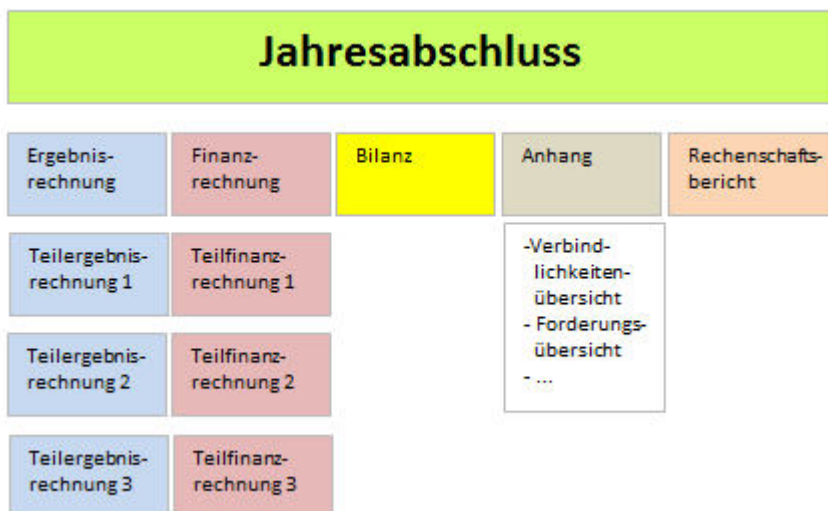 Jahresabschluss
Ergebnis-
rechnung
Finanz-
rechnung
Bilanz
Anhang
Rechenschafts-
bericht
Teilergebnis-
rechnung 1
Teilfinanz-
rechnung 1
-Verbind-
lichkeiten-
übersicht
- Forderungs-
übersicht
- ...
Teilergebnis-
rechnung 2
Teilfinanz-
rechnung 2
Teilergebnis-
rechnung 3
Teilfinanz-
rechnung 3